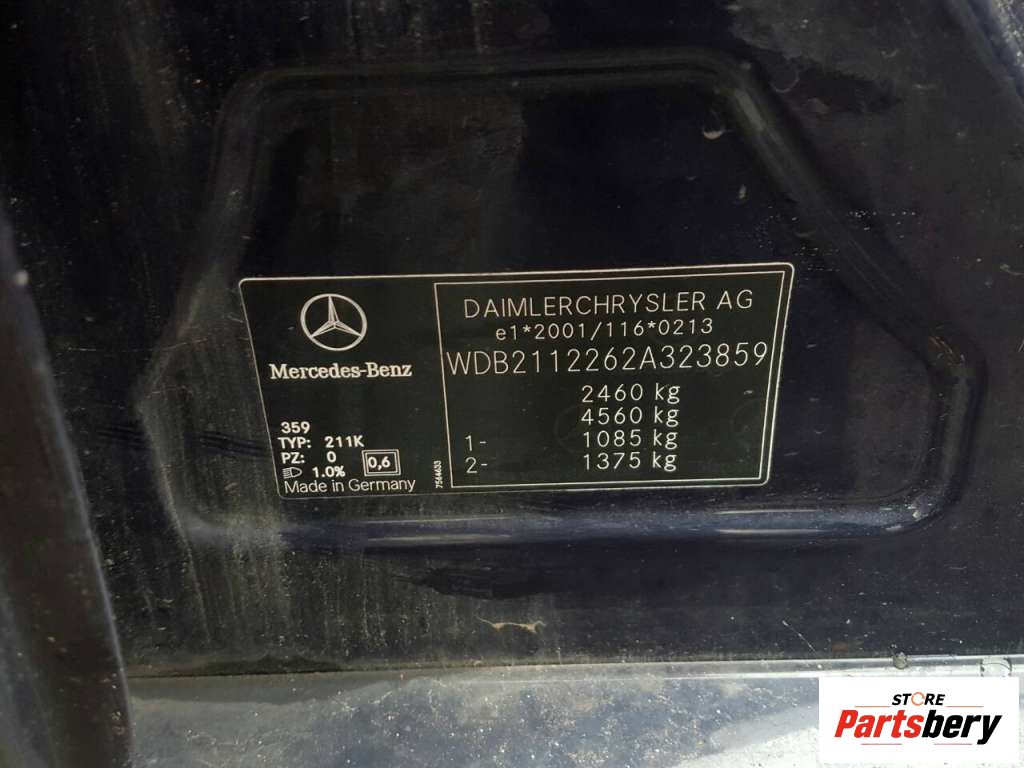 Mercedes-Benz
359
TYP: 211K
PZ: 0
1.0% 0,6
Made in Germany
7564633
DAIMLERCHRYSLER AG
e1*2001/116*0213
WDB2112262A323859
2460 kg
4560 kg
1- 1085 kg
2- 1375 kg
STORE
Partsbery